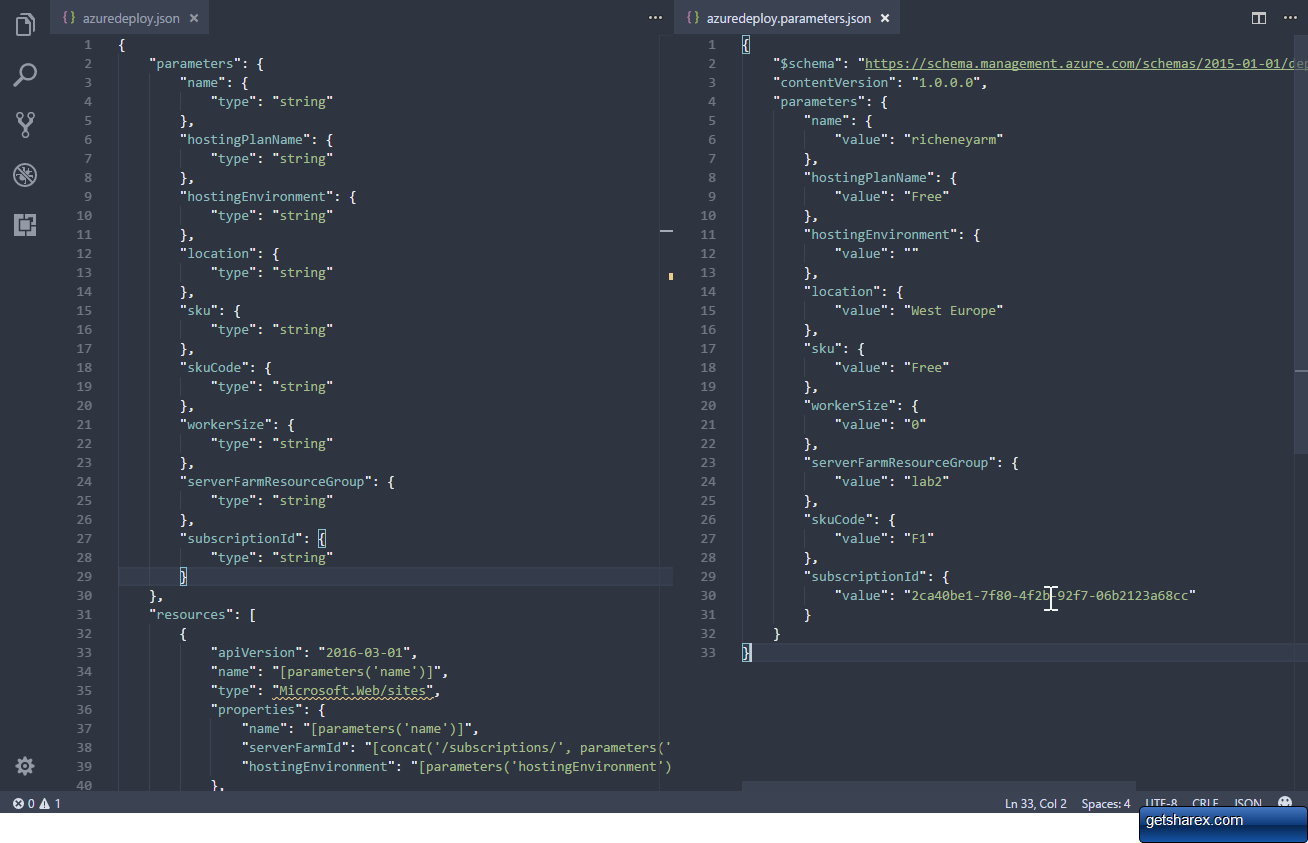 azuredeploy.json
1 {
2 "parameters": {
3 "name": {
4 "type": "string"
5 },
6 "hostingPlanName": {
7 "type": "string"
8 },
9 "hostingEnvironment": {
10 "type": "string"
11 },
12 "location": {
13 "type": "string"
14 },
15 "sku": {
16 "type": "string"
17 },
18 "skuCode": {
19 "type": "string"
20 },
21 "workerSize": {
22 "type": "string"
23 },
24 "serverFarmResourceGroup": {
25 "type": "string"
26 },
27 "subscriptionId": {
28 "type": "string"
29 }
30 },
31 "resources": [
32 {
33 "apiVersion": "2016-03-01",
34 "name": "[parameters('name')]",
35 "type": "Microsoft.Web/sites",
36 "properties": {
37 "name": "[parameters('name')]",
38 "serverFarmId": "[concat('/subscriptions/', parameters('
39 "hostingEnvironment": "[parameters('hostingEnvironment')
40 },
azuredeploy.parameters.json
1 {
2 "$schema": "https://schema.management.azure.com/schemas/2015-01-01/dep
3 "contentVersion": "1.0.0.0",
4 "parameters": {
5 "name": {
6 "value": "richeneyarm"
7 },
8 "hostingPlanName": {
9 "value": "Free"
10 },
11 "hostingEnvironment": {
12 "value": ""
13 },
14 "location": {
15 "value": "West Europe"
16 },
17 "sku": {
18 "value": "Free"
19 },
20 "workerSize": {
21 "value": "0"
22 },
23 "serverFarmResourceGroup": {
24 "value": "lab2"
25 },
26 "skuCode": {
27 "value": "F1"
28 },
29 "subscriptionId": {
30 "value": "2ca40be1-7f80-4f2b-92f7-06b2123a68cc"
31 }
32 }
33 }
0 1
Ln 33, Col 2 Spaces: 4 UTF-8 CRLF JSON
getsharex.com